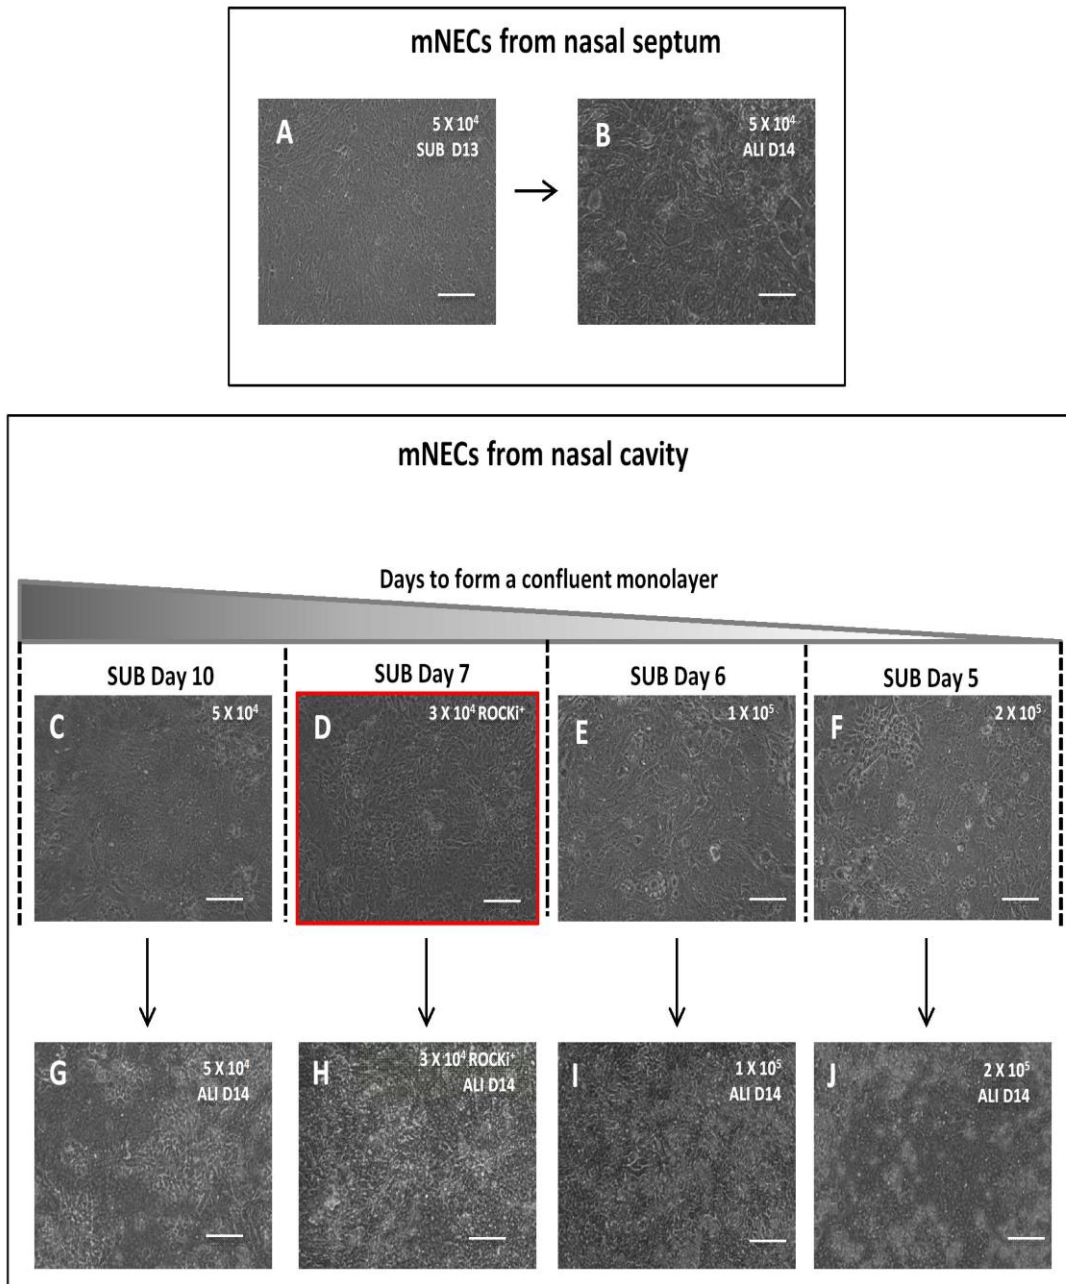 mNECs from nasal septum
A
5 X 10⁴
SUB D13
B
5 X 10⁴
ALI D14
mNECs from nasal cavity
Days to form a confluent monolayer
SUB Day 10
SUB Day 7
SUB Day 6
SUB Day 5
C
5 X 10⁴
D
3 X 10⁴ ROCKi⁺
E
1 X 10⁵
F
2 X 10⁵
G
5 X 10⁴
ALI D14
H
3 X 10⁴ ROCKi⁺
ALI D14
I
1 X 10⁵
ALI D14
J
2 X 10⁵
ALI D14